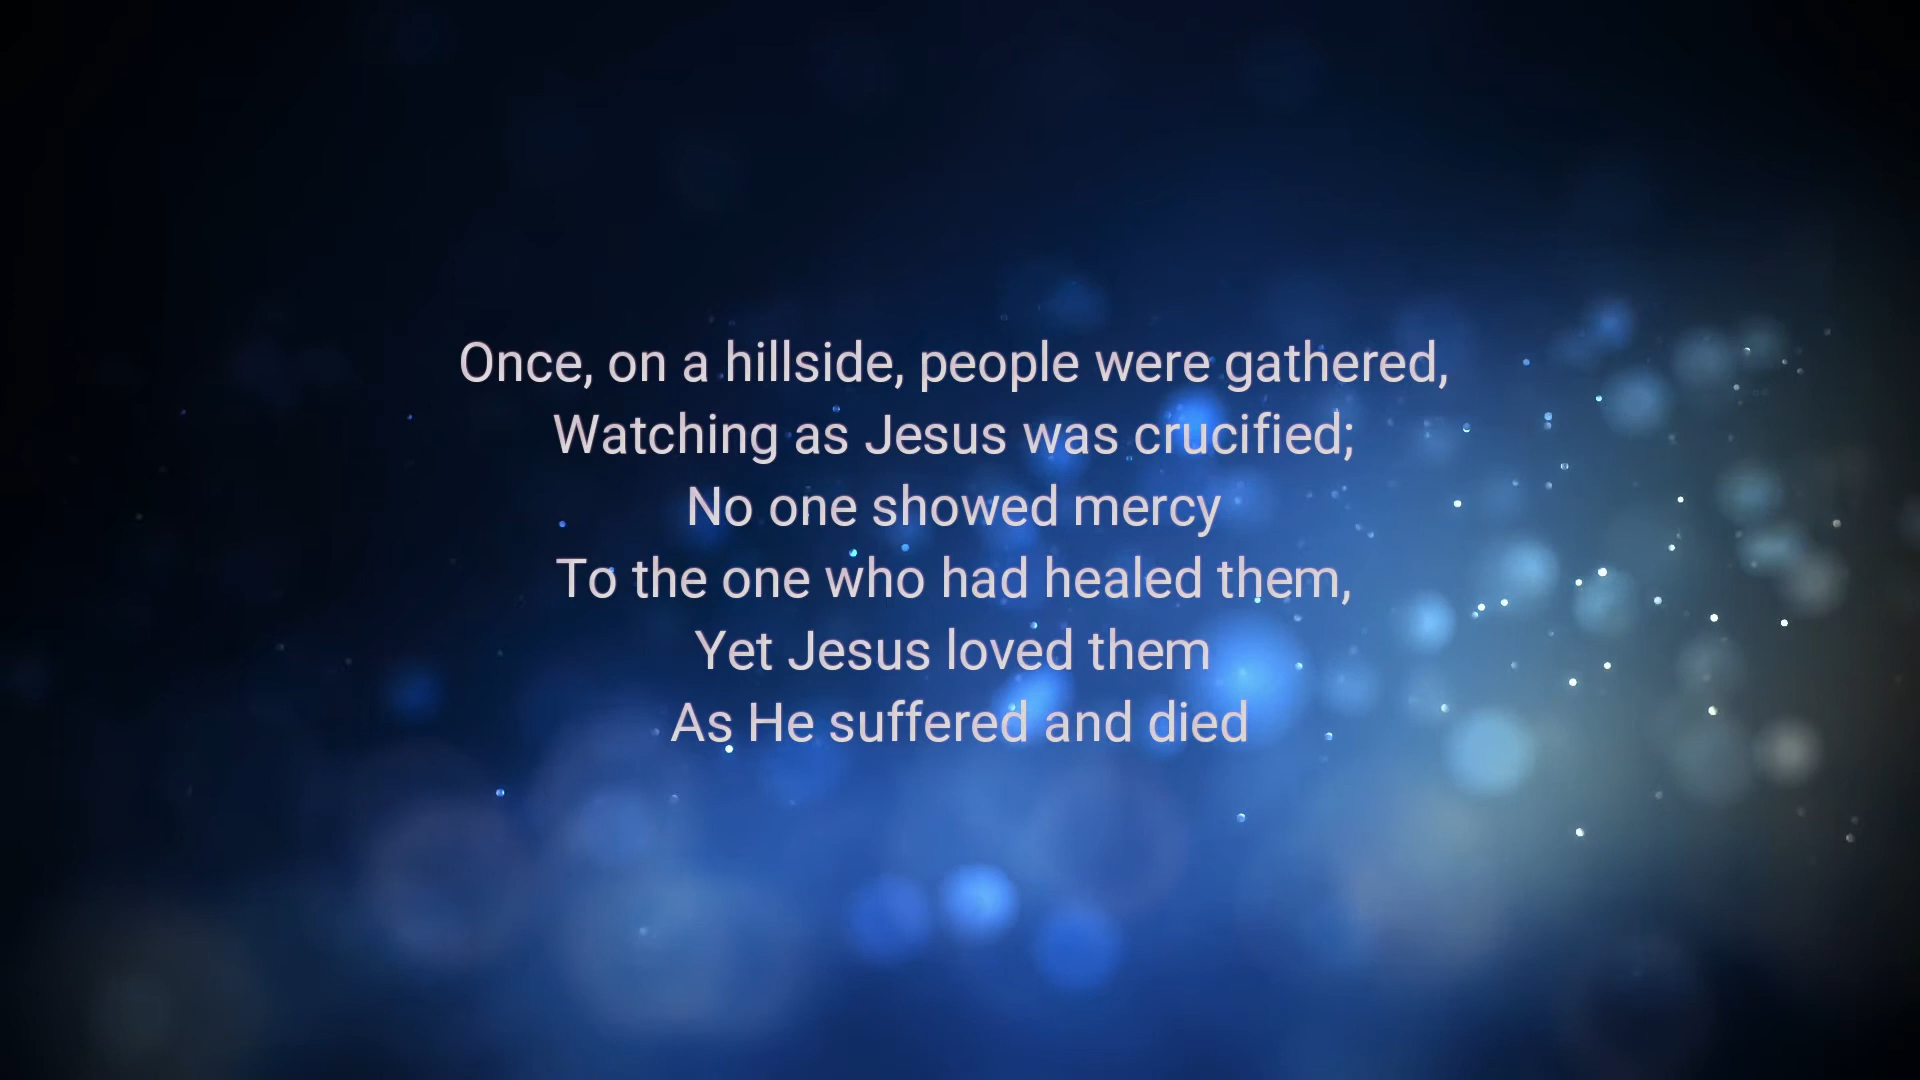 Once, on a hillside, people were gathered,
Watching as Jesus was crucified;
No one showed mercy
To the one who had healed them,
Yet Jesus loved them
As He suffered and died